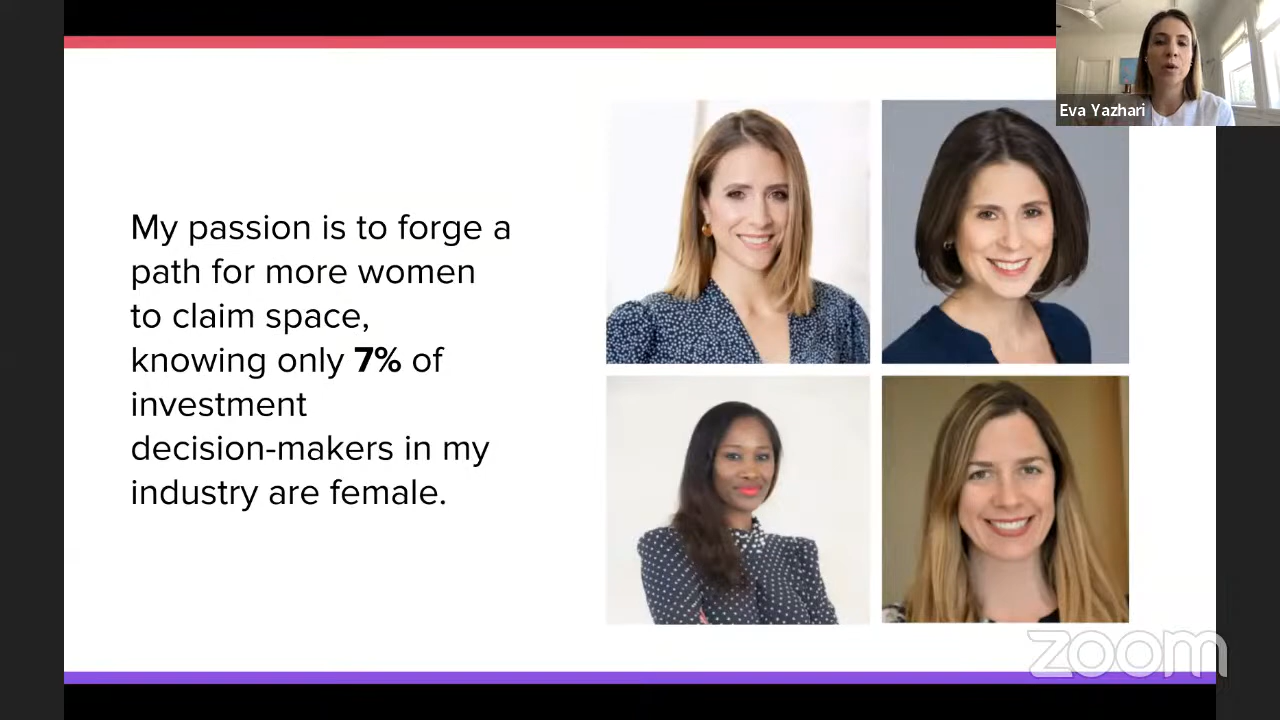 My passion is to forge a
path for more women
to claim space,
knowing only 7% of
investment
decision-makers in my
industry are female.
Eva Yazhari
zoom